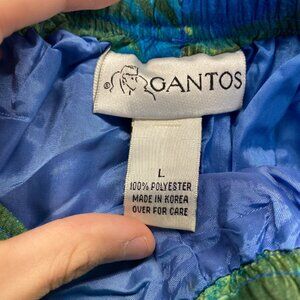 GANTOS
L
100% POLYESTER
MADE IN KOREA
OVER FOR CARE